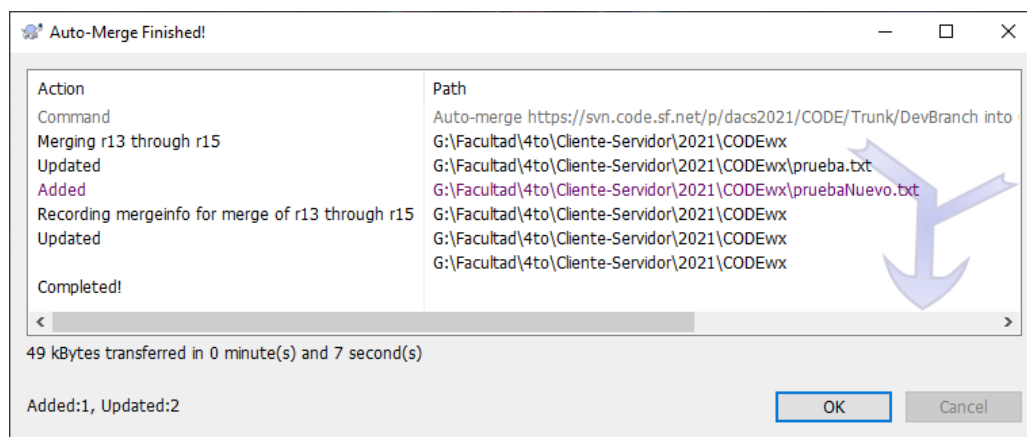 Auto-Merge Finished!
Action Path
Command Auto-merge https://svn.code.sf.net/p/dacs2021/CODE/Trunk/DevBranch into
Merging r13 through r15 G:\Facultad\4to\Cliente-Servidor\2021\CODEwx
Updated G:\Facultad\4to\Cliente-Servidor\2021\CODEwx\prueba.txt
Added G:\Facultad\4to\Cliente-Servidor\2021\CODEwx\pruebaNuevo.txt
Recording mergeinfo for merge of r13 through r15 G:\Facultad\4to\Cliente-Servidor\2021\CODEwx
Updated G:\Facultad\4to\Cliente-Servidor\2021\CODEwx
G:\Facultad\4to\Cliente-Servidor\2021\CODEwx
Completed!
49 kBytes transferred in 0 minute(s) and 7 second(s)
Added:1, Updated:2
OK Cancel